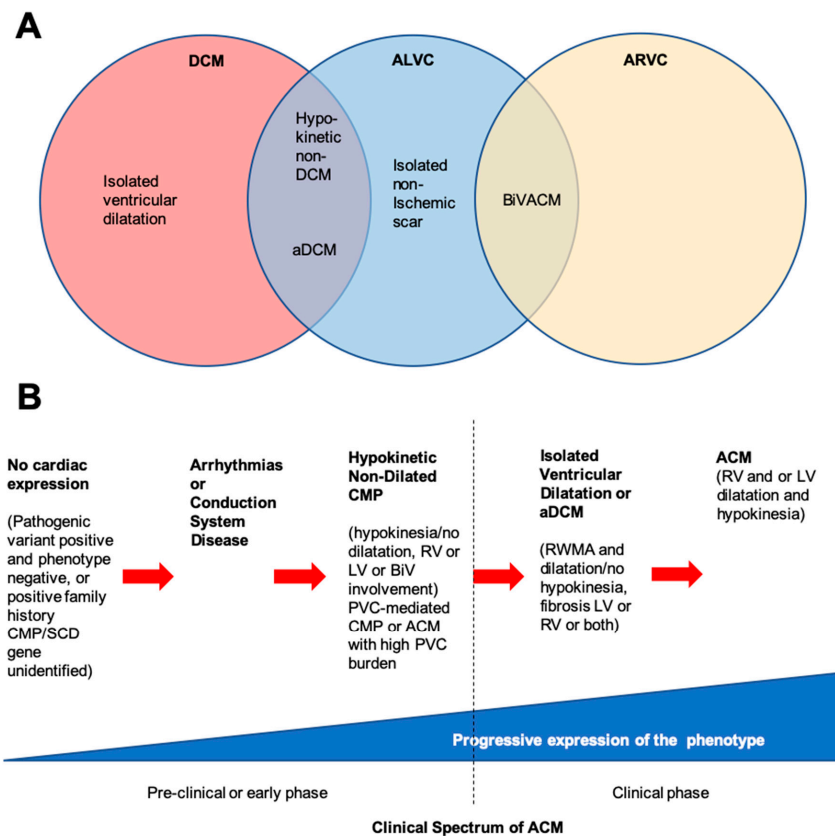 A
DCM
ALVC
ARVC
Hypo-
kinetic
non-
DCM
Isolated
ventricular
dilatation
aDCM
Isolated
non-
Ischemic
scar
BiVACM
B
No cardiac
expression
(Pathogenic
variant positive
and phenotype
negative, or
positive family
history
CMP/SCD
gene
unidentified)
Arrhythmias
or
Conduction
System
Disease
Hypokinetic
Non-Dilated
CMP
(hypokinesia/no
dilatation, RV or
LV or BiV
involvement)
PVC-mediated
CMP or ACM
with high PVC
burden
Isolated
Ventricular
Dilatation or
aDCM
(RWMA and
dilatation/no
hypokinesia,
fibrosis LV or
RV or both)
ACM
(RV and or LV
dilatation and
hypokinesia)
Progressive expression of the phenotype
Pre-clinical or early phase
Clinical phase
Clinical Spectrum of ACM